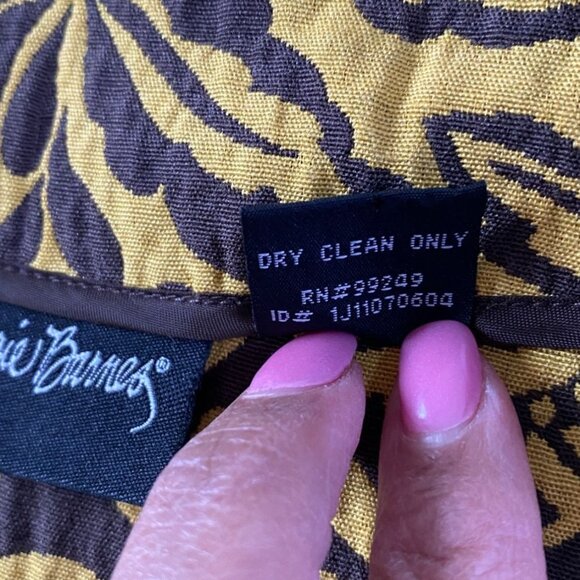 DRY CLEAN ONLY
RN#99249
ID# 1J11070604
Barnes®